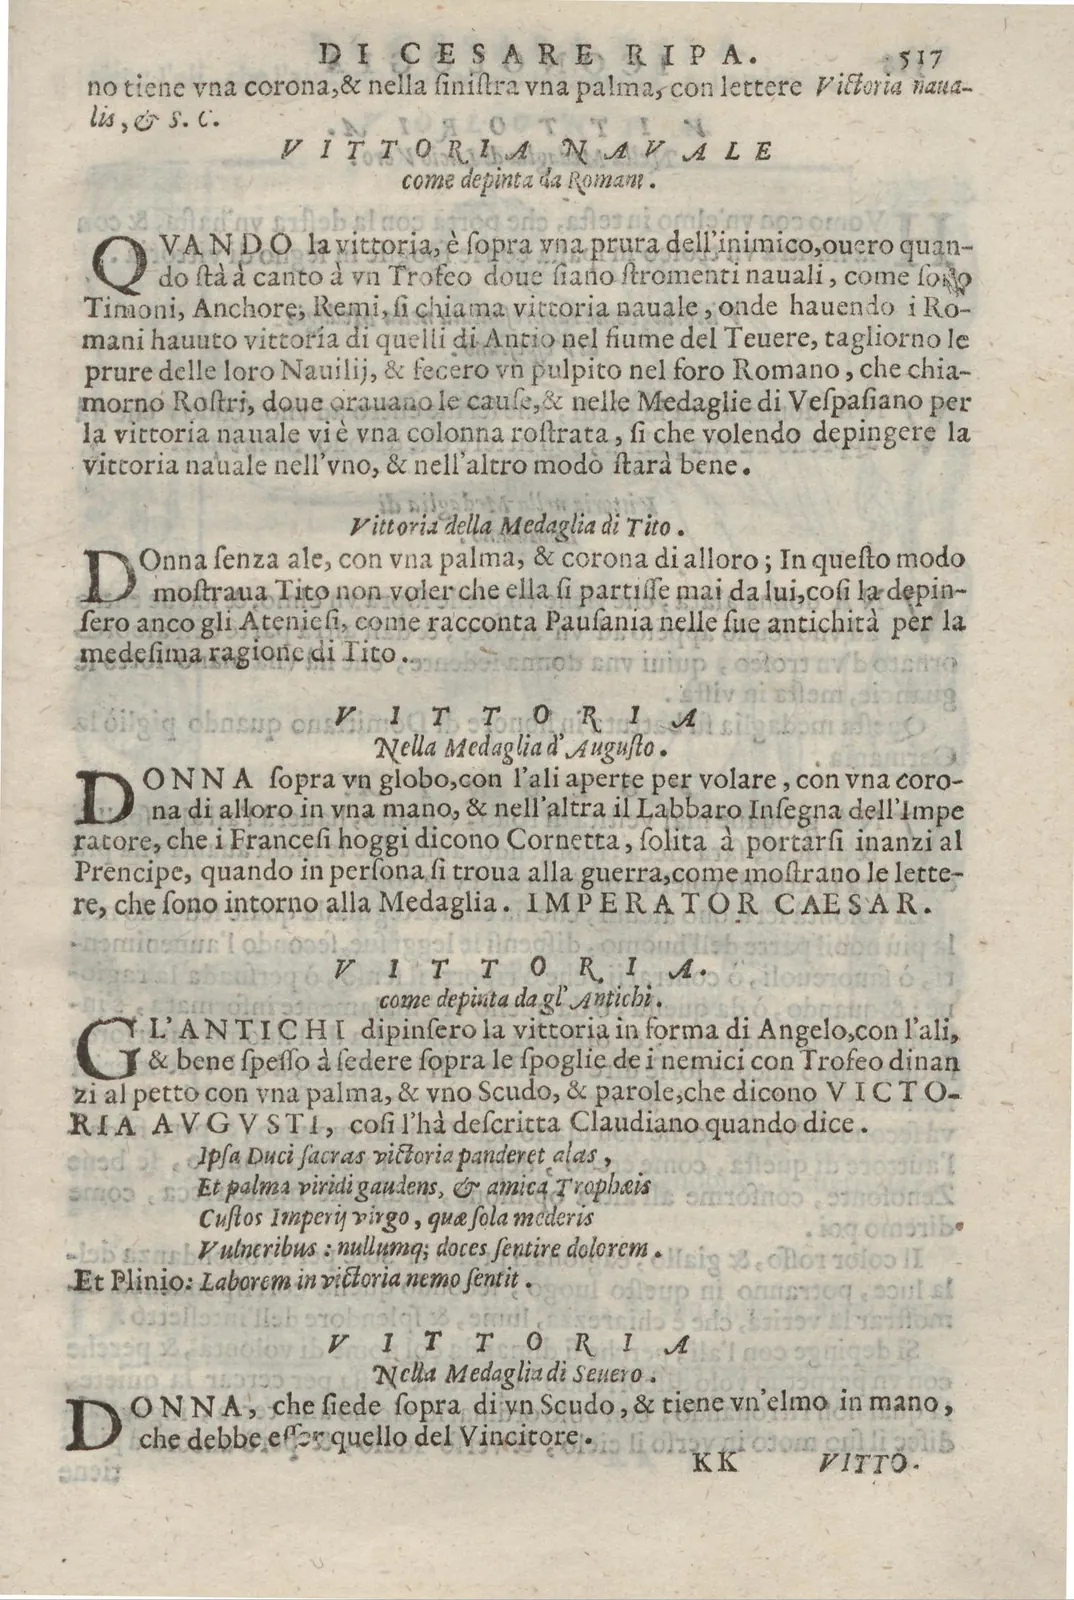 DI CESARE RIPA. 517
no tiene vna corona,& nella ſiniſtra vna palma, con lettere Victoria naua-
lis, & S. C.
VITTORIA NAVALE
come depinta da Romani.
QVANDO la vittoria, è ſopra vna prura dell'inimico,ouero quan-
do ſtà à canto à vn Trofeo doue ſiano ſtromenti nauali, come ſono
Timoni, Anchore, Remi, ſi chiama vittoria nauale, onde hauendo i Ro-
mani hauuto vittoria di quelli di Antio nel fiume del Teuere, tagliorno le
prure delle loro Nauilij, & fecero vn pulpito nel foro Romano, che chia-
morno Roſtri, doue orauano le cauſe,& nelle Medaglie di Veſpaſiano per
la vittoria nauale vi è vna colonna roſtrata, ſi che volendo depingere la
vittoria nauale nell'vno, & nell'altro modo ſtarà bene.
Vittoria della Medaglia di Tito.
DOnna ſenza ale, con vna palma, & corona di alloro; In queſto modo
moſtraua Tito non voler che ella ſi partiſſe mai da lui,coſi la depin-
ſero anco gli Atenieſi, come racconta Pauſania nelle ſue antichità per la
medeſima ragione di Tito.
VITTORIA
Nella Medaglia d'Auguſto.
DONNA ſopra vn globo,con l'ali aperte per volare, con vna coro-
na di alloro in vna mano, & nell'altra il Labbaro Inſegna dell'Impe
ratore, che i Franceſi hoggi dicono Cornetta, ſolita à portarſi inanzi al
Prencipe, quando in perſona ſi troua alla guerra,come moſtrano le lette-
re, che ſono intorno alla Medaglia. IMPERATOR CAESAR.
VITTORIA.
come depinta da gl'Antichi.
GL'ANTICHI dipinſero la vittoria in forma di Angelo,con l'ali,
& bene ſpeſſo à ſedere ſopra le ſpoglie de i nemici con Trofeo dinan
zi al petto con vna palma, & vno Scudo, & parole,che dicono VICTO-
RIA AVGVSTI, coſi l'hà deſcritta Claudiano quando dice.
Ipſa Duci ſacras victoria panderet alas,
Et palma viridi gaudens, & amica Trophæis
Cuſtos Imperij virgo, quæ ſola mederis
Vulneribus: nullumq; doces ſentire dolorem.
Et Plinio: Laborem in victoria nemo ſentit.
VITTORIA
Nella Medaglia di Seuero.
DONNA, che ſiede ſopra di vn Scudo, & tiene vn'elmo in mano,
che debbe eſſer quello del Vincitore.
KK VITTO-